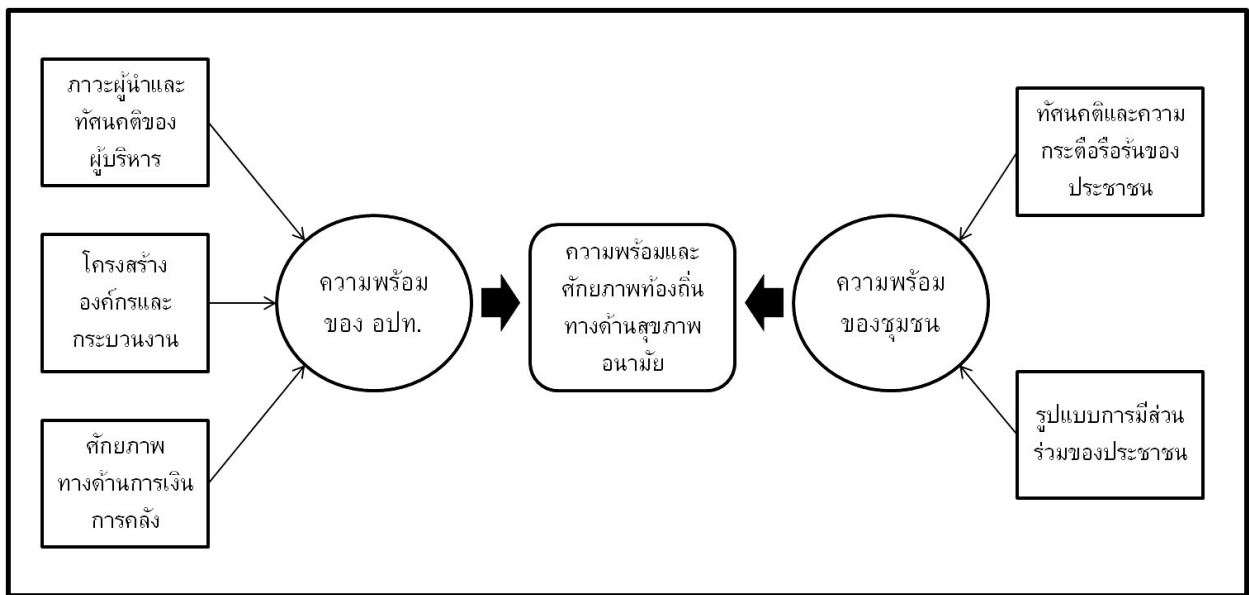 ภาวะผู้นำและ
ทัศนคติของ
ผู้บริหาร
โครงสร้าง
องค์กรและ
กระบวนงาน
ศักยภาพ
ทางด้านการเงิน
การคลัง
ความพร้อม
ของ อปท.
ความพร้อมและ
ศักยภาพท้องถิ่น
ทางด้านสุขภาพ
อนามัย
ความพร้อม
ของชุมชน
ทัศนคติและความ
กระตือรือร้นของ
ประชาชน
รูปแบบการมีส่วน
ร่วมของประชาชน